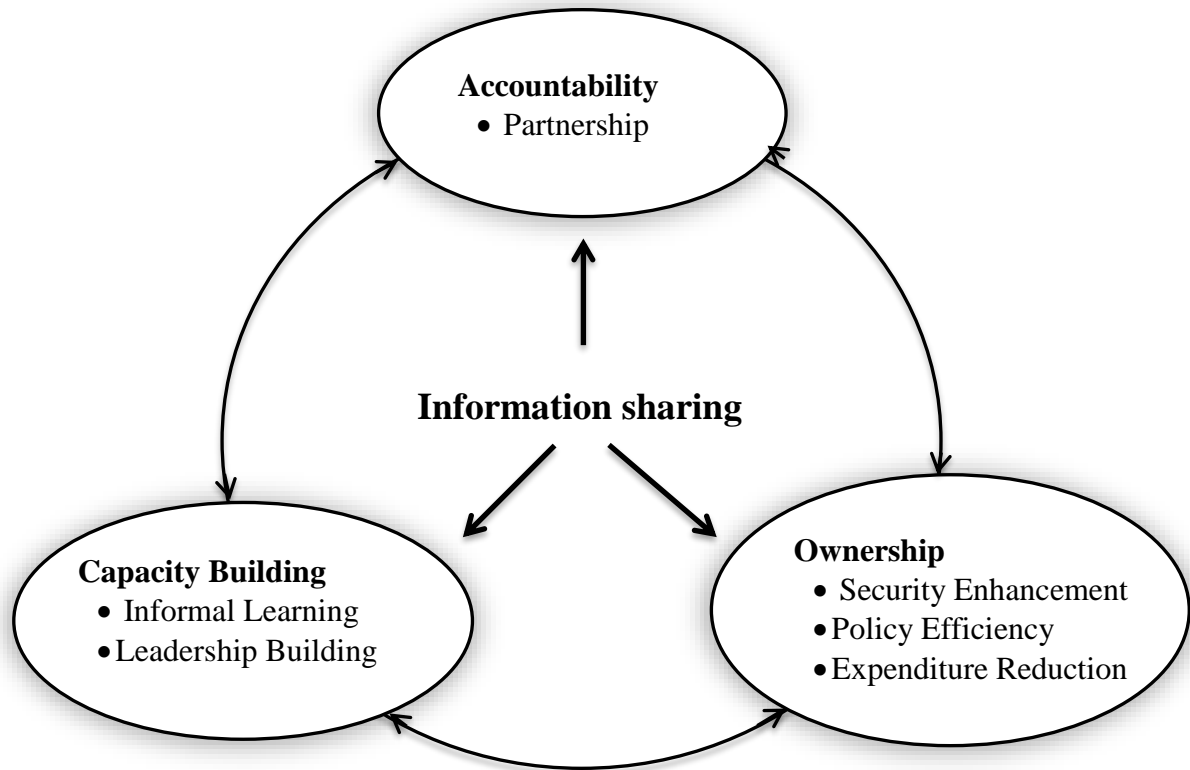 Accountability
• Partnership
Information sharing
Capacity Building
• Informal Learning
• Leadership Building
Ownership
• Security Enhancement
• Policy Efficiency
• Expenditure Reduction